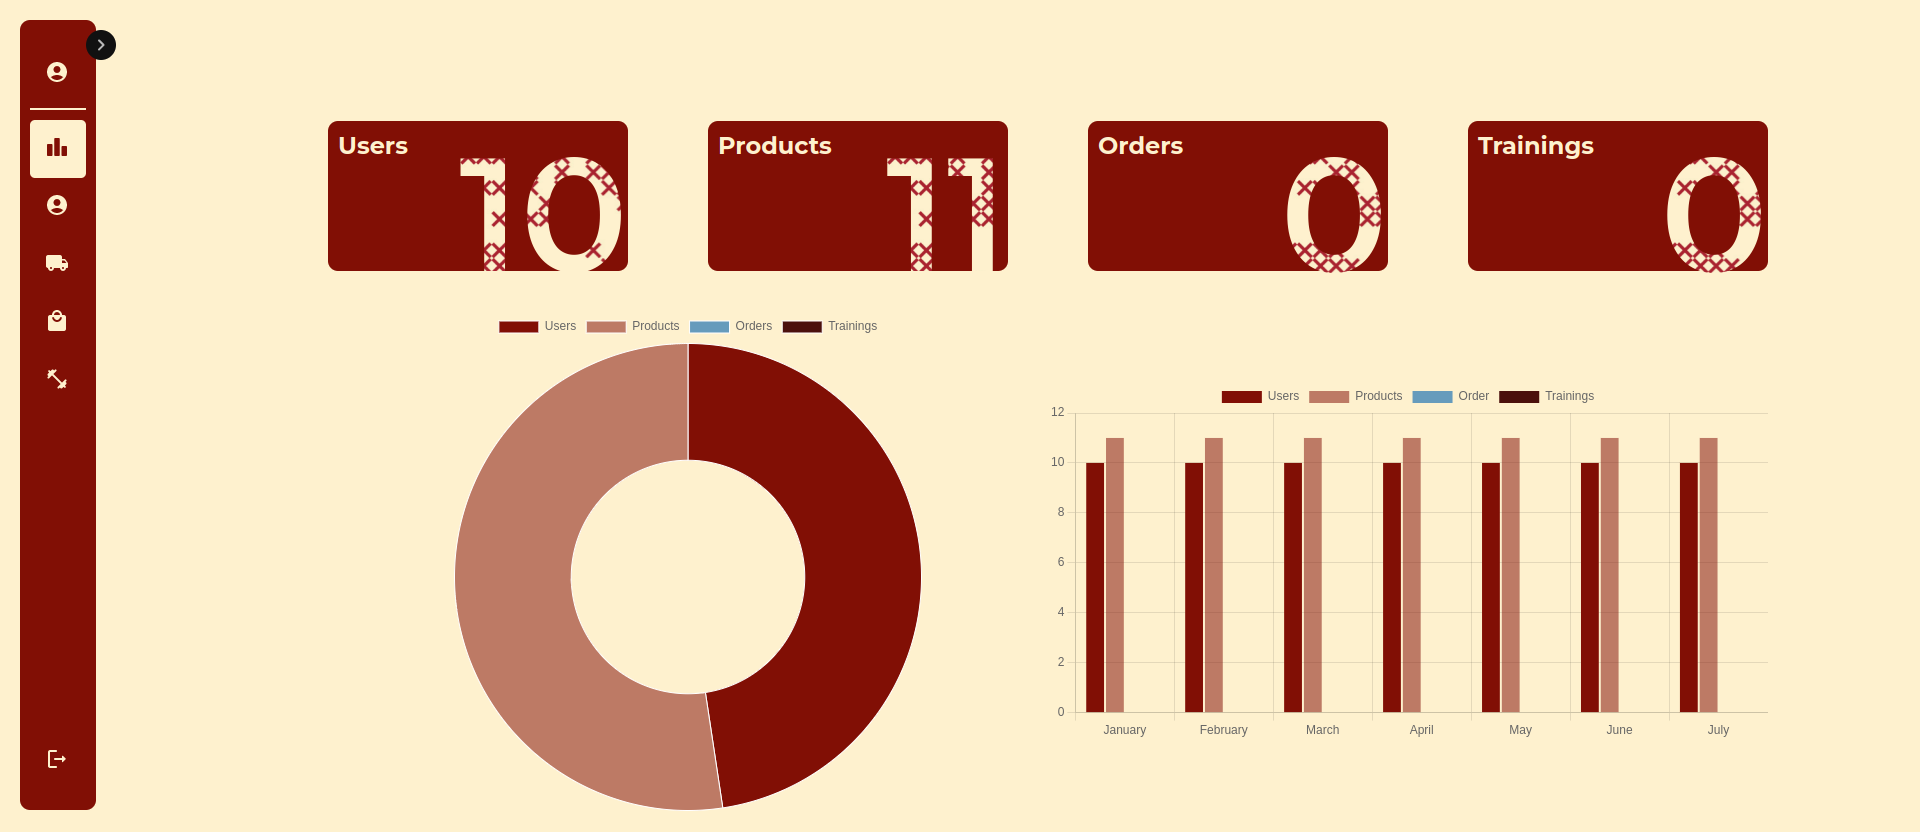 Users
10
Products
11
Orders
0
Trainings
0
Users Products Orders Trainings
Users Products Order Trainings
12
10
8
6
4
2
0
January February March April May June July